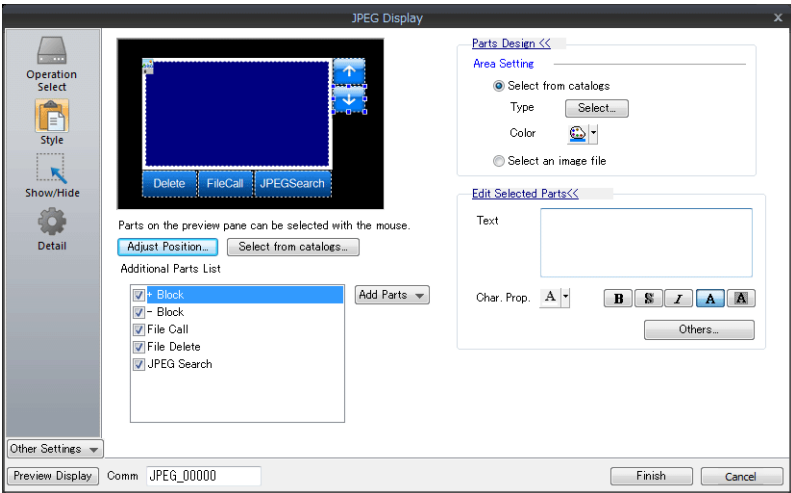 JPEG Display
x
Operation
Select
Style
Show/Hide
Detail
Delete
FileCall
JPEGSearch
Parts on the preview pane can be selected with the mouse.
Adjust Position...
Select from catalogs...
Additional Parts List
+ Block
- Block
File Call
File Delete
JPEG Search
Add Parts
Parts Design <<
Area Setting
Select from catalogs
Type
Select...
Color
Select an image file
Edit Selected Parts<<
Text
Char. Prop.
A
B
S
I
A
A
Others...
Other Settings
Preview Display
Comm
JPEG_00000
Finish
Cancel